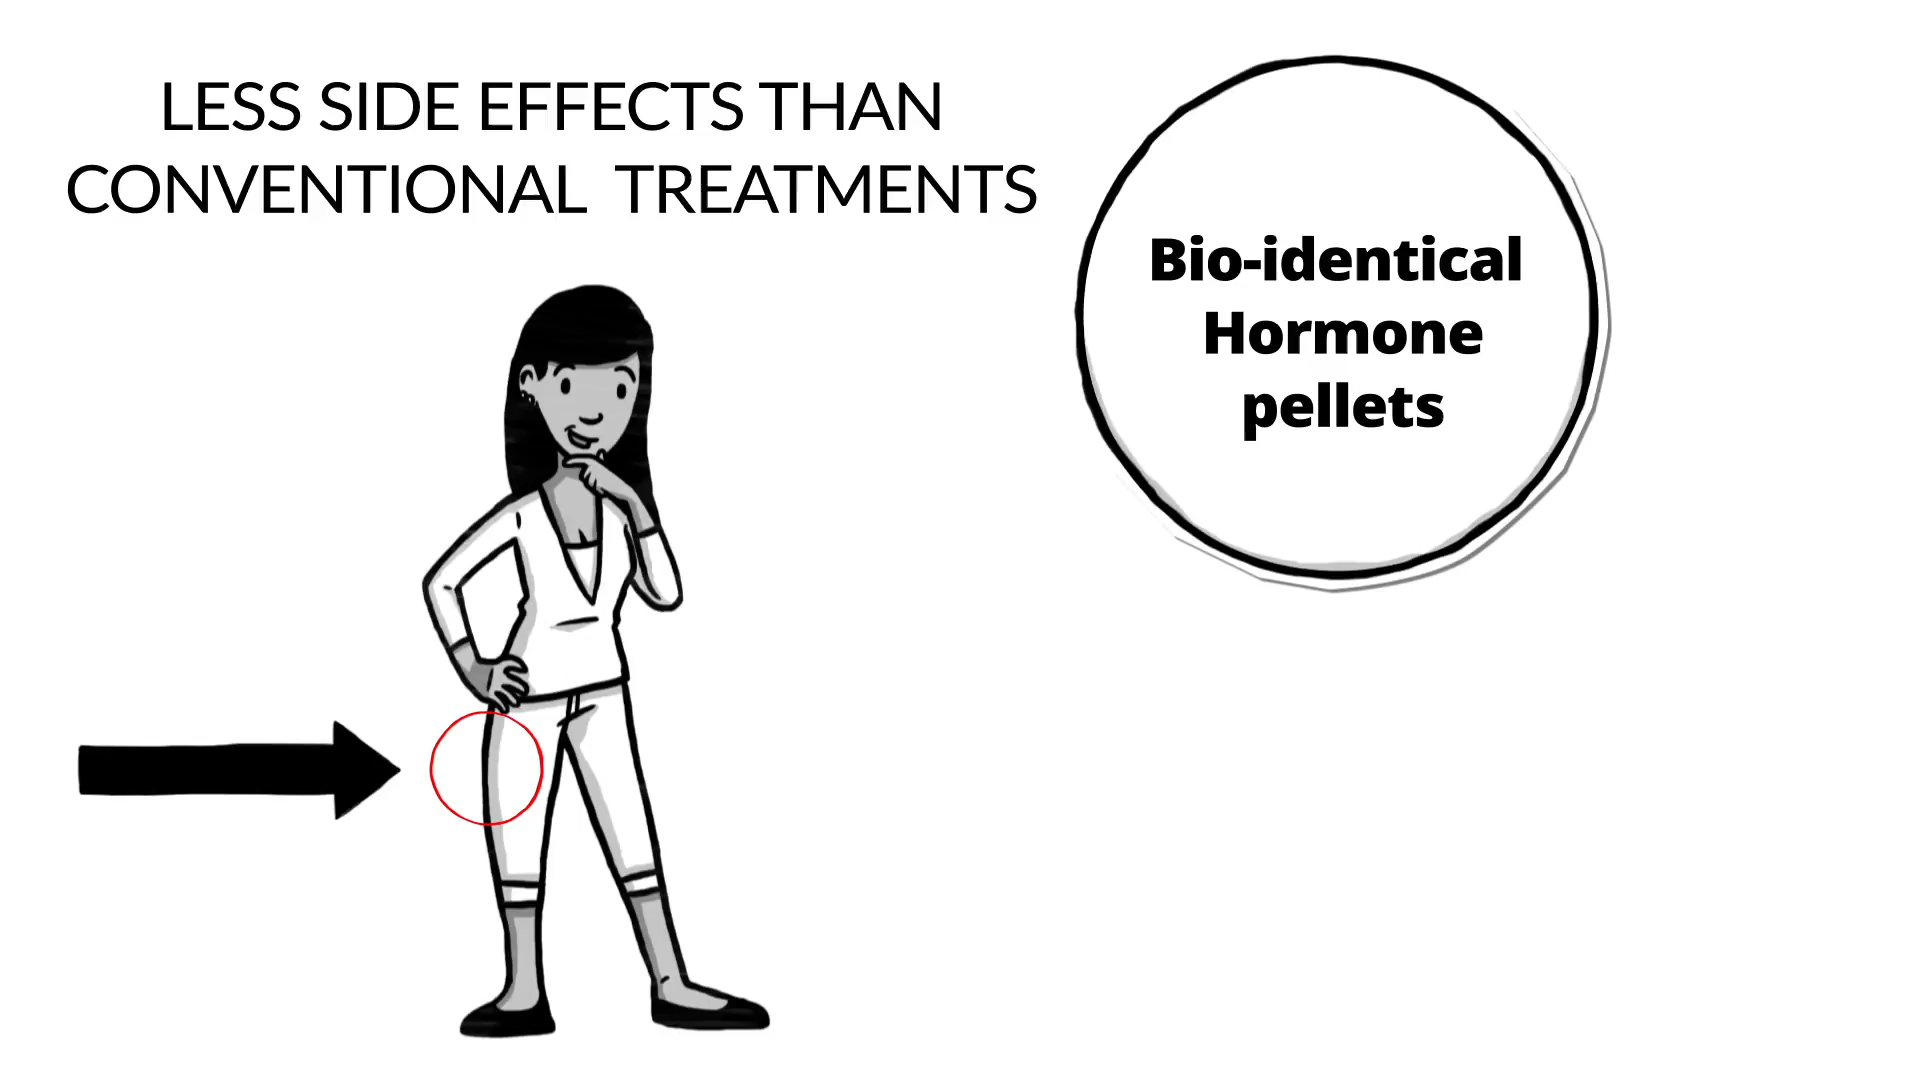 LESS SIDE EFFECTS THAN
CONVENTIONAL TREATMENTS
Bio-identical
Hormone
pellets